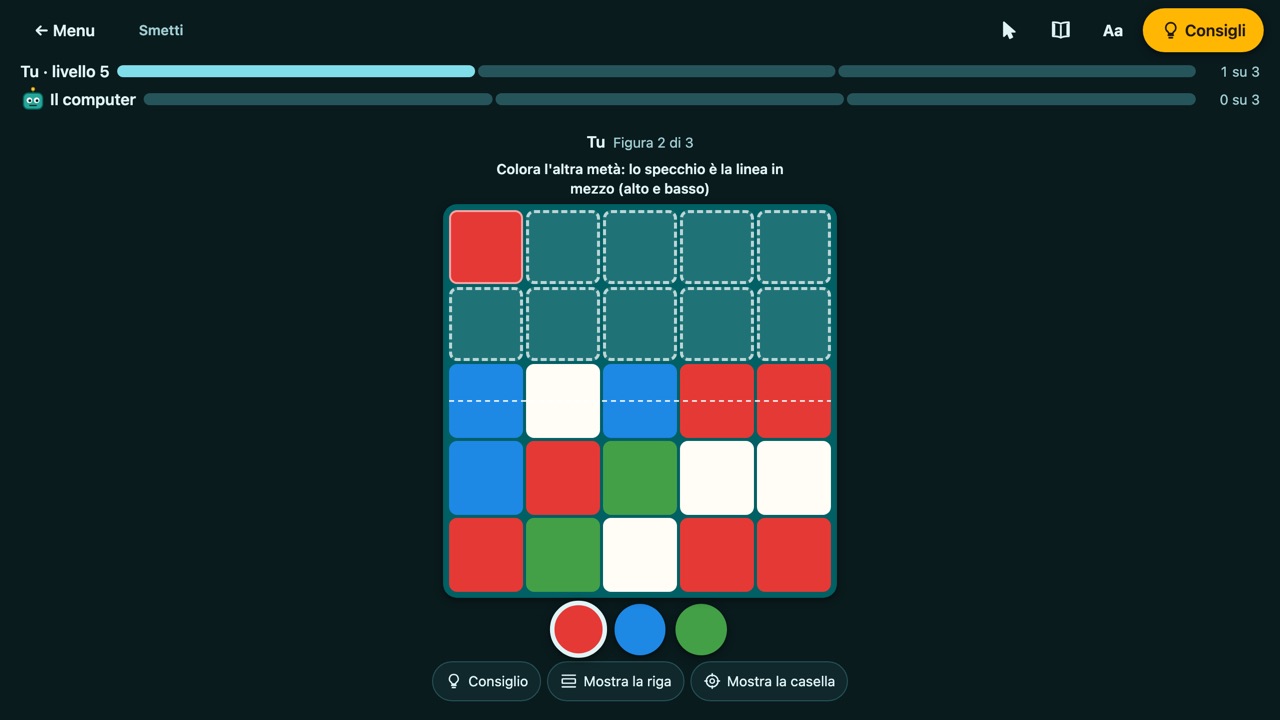 Menu
Smetti
Aa
Consigli
Tu · livello 5
1 su 3
Il computer
0 su 3
Tu Figura 2 di 3
Colora l'altra metà: lo specchio è la linea in
mezzo (alto e basso)
Consiglio
Mostra la riga
Mostra la casella